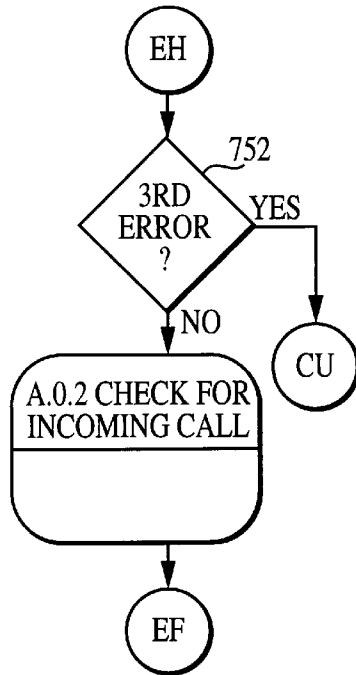 EH
752
3RD
ERROR
?
YES
NO
CU
A.0.2 CHECK FOR
INCOMING CALL
EF